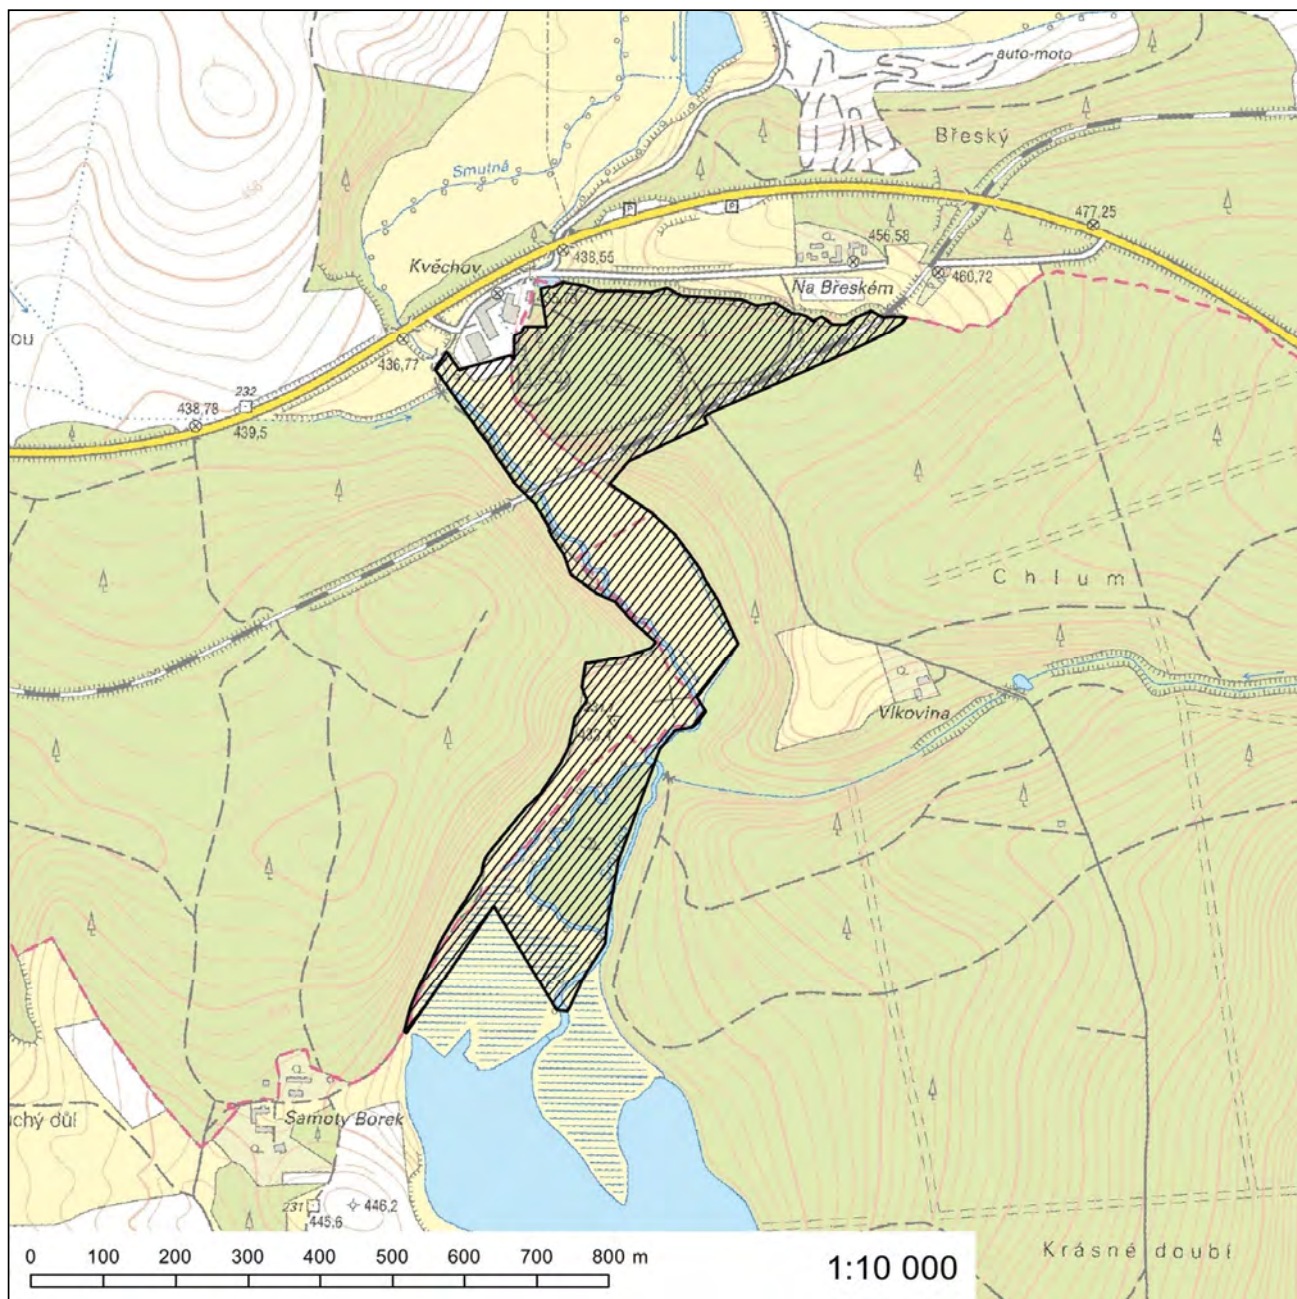 auto-moto
Břeský
Smutná
477,25
456,58
438,55
Kvěchov
460,72
Na Břeském
ou
436,77
232
438,78
439,5
Chlum
Vlkovina
Samoty Borek
uchý důl
231
446,2
445,6
Krásné doubí
0 100 200 300 400 500 600 700 800 m
1:10 000